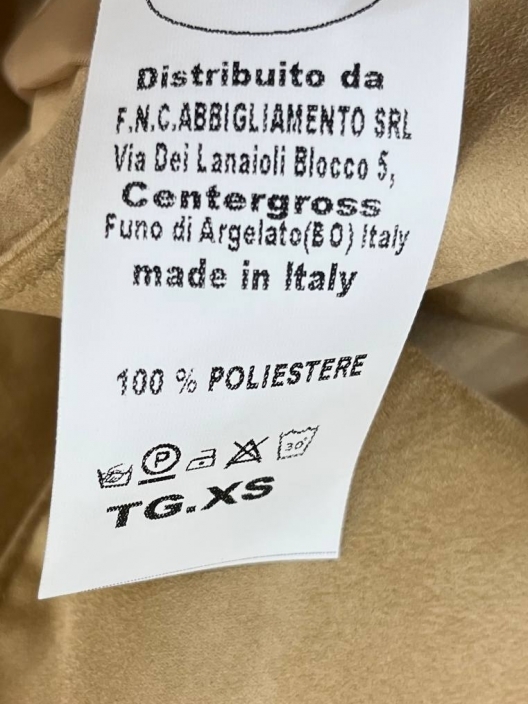 Distribuito da
F.N.C.ABBIGLIAMENTO SRL
Via Dei Lanaioli Blocco 5,
Centergross
Funo di Argelato(BO) Italy
made in Italy
100 % POLIESTERE
P 30°
TG.XS